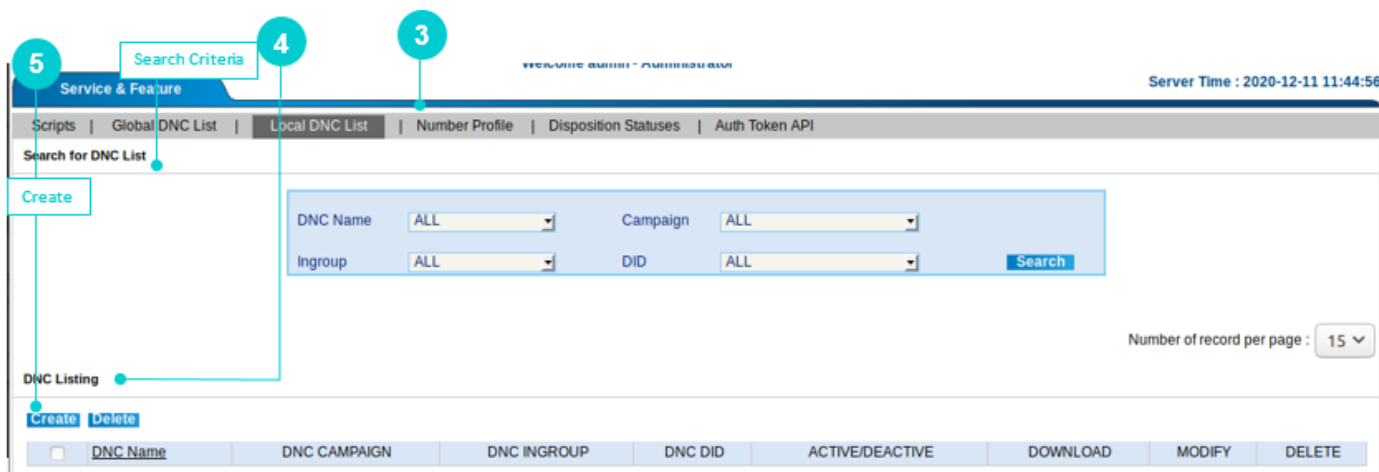 3
4
5
Search Criteria
Welcome admin - Administrator
Service & Feature
Server Time : 2020-12-11 11:44:56
Scripts | Global DNC List | Local DNC List | Number Profile | Disposition Statuses | Auth Token API
Search for DNC List
Create
DNC Name ALL Campaign ALL
Ingroup ALL DID ALL Search
Number of record per page : 15
DNC Listing
Create Delete
DNC Name DNC CAMPAIGN DNC INGROUP DNC DID ACTIVE/DEACTIVE DOWNLOAD MODIFY DELETE